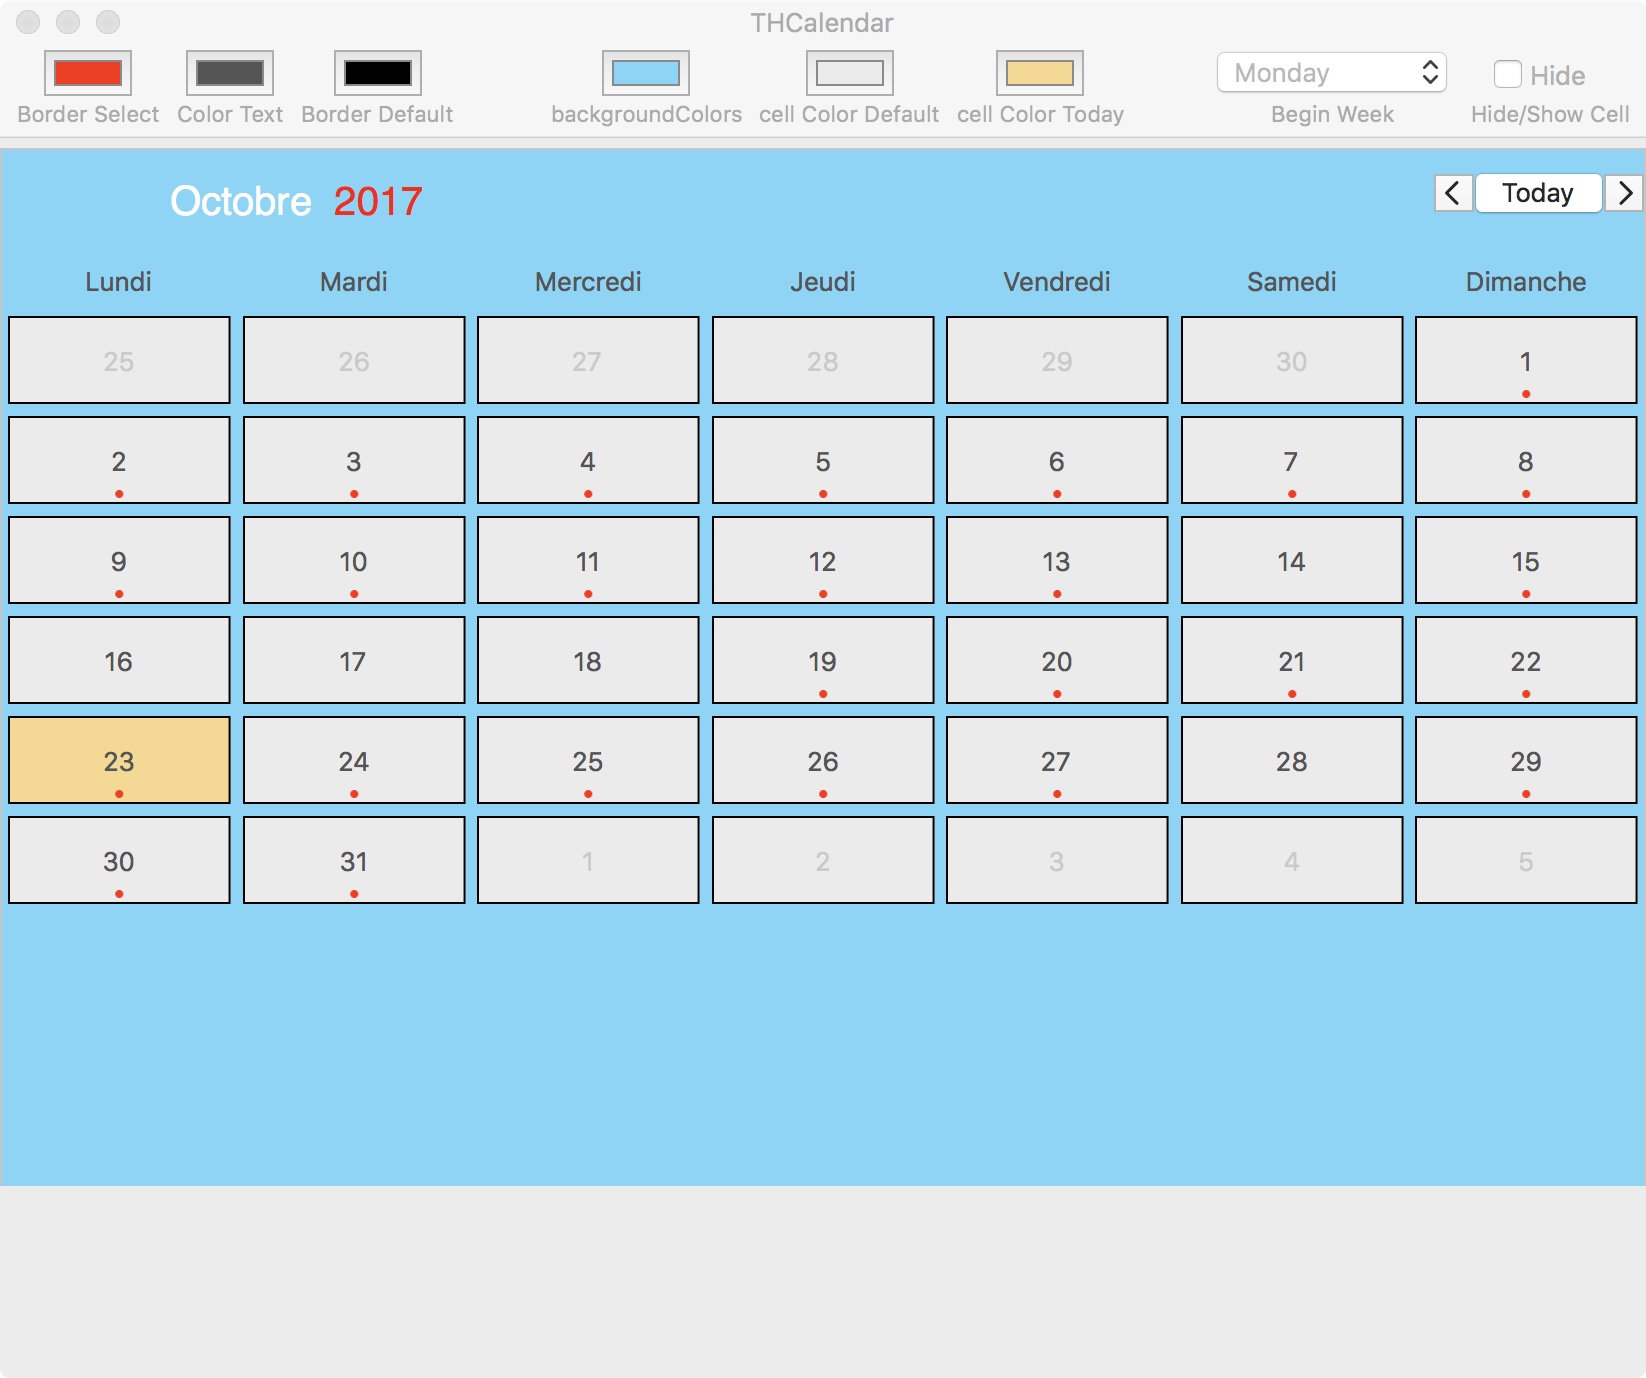 THCalendar
Monday Hide
Border Select Color Text Border Default backgroundColors cell Color Default cell Color Today Begin Week Hide/Show Cell
Octobre 2017 < Today >
Lundi Mardi Mercredi Jeudi Vendredi Samedi Dimanche
25 26 27 28 29 30 1
2 3 4 5 6 7 8
9 10 11 12 13 14 15
16 17 18 19 20 21 22
23 24 25 26 27 28 29
30 31 1 2 3 4 5